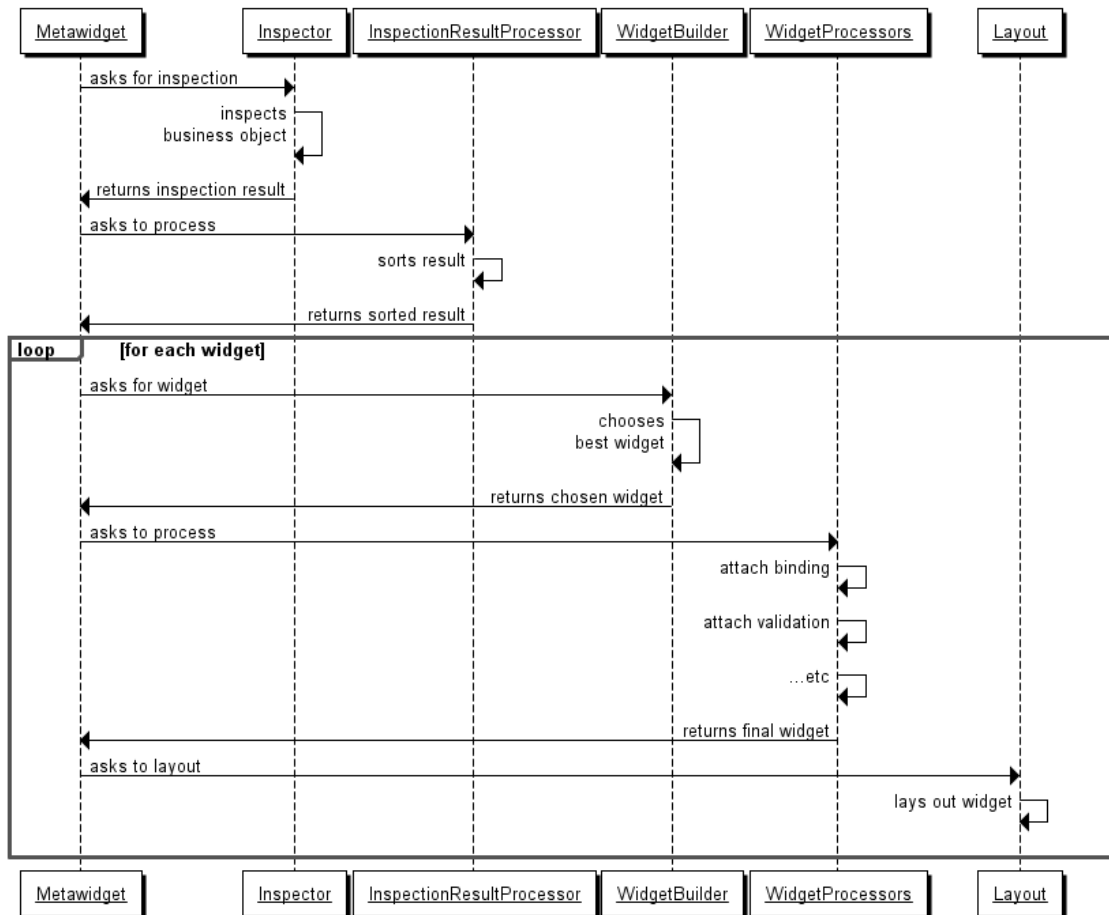 Metawidget Inspector InspectionResultProcessor WidgetBuilder WidgetProcessors Layout
asks for inspection
inspects
business object
returns inspection result
asks to process
sorts result
returns sorted result
loop [for each widget]
asks for widget
chooses
best widget
returns chosen widget
asks to process
attach binding
attach validation
...etc
returns final widget
asks to layout
lays out widget
Metawidget Inspector InspectionResultProcessor WidgetBuilder WidgetProcessors Layout